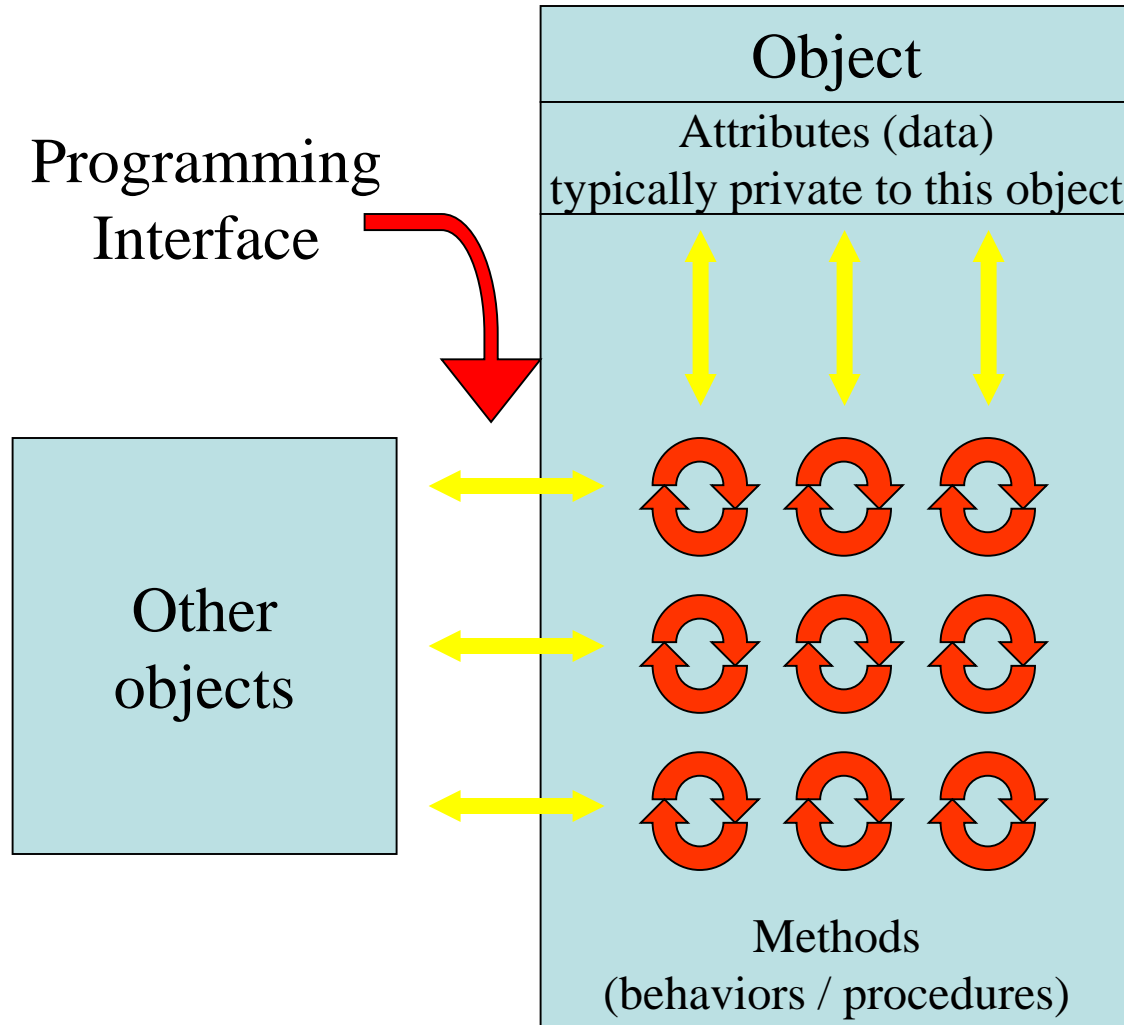 Object
Attributes (data)
typically private to this object
Programming
Interface
Other
objects
Methods
(behaviors / procedures)